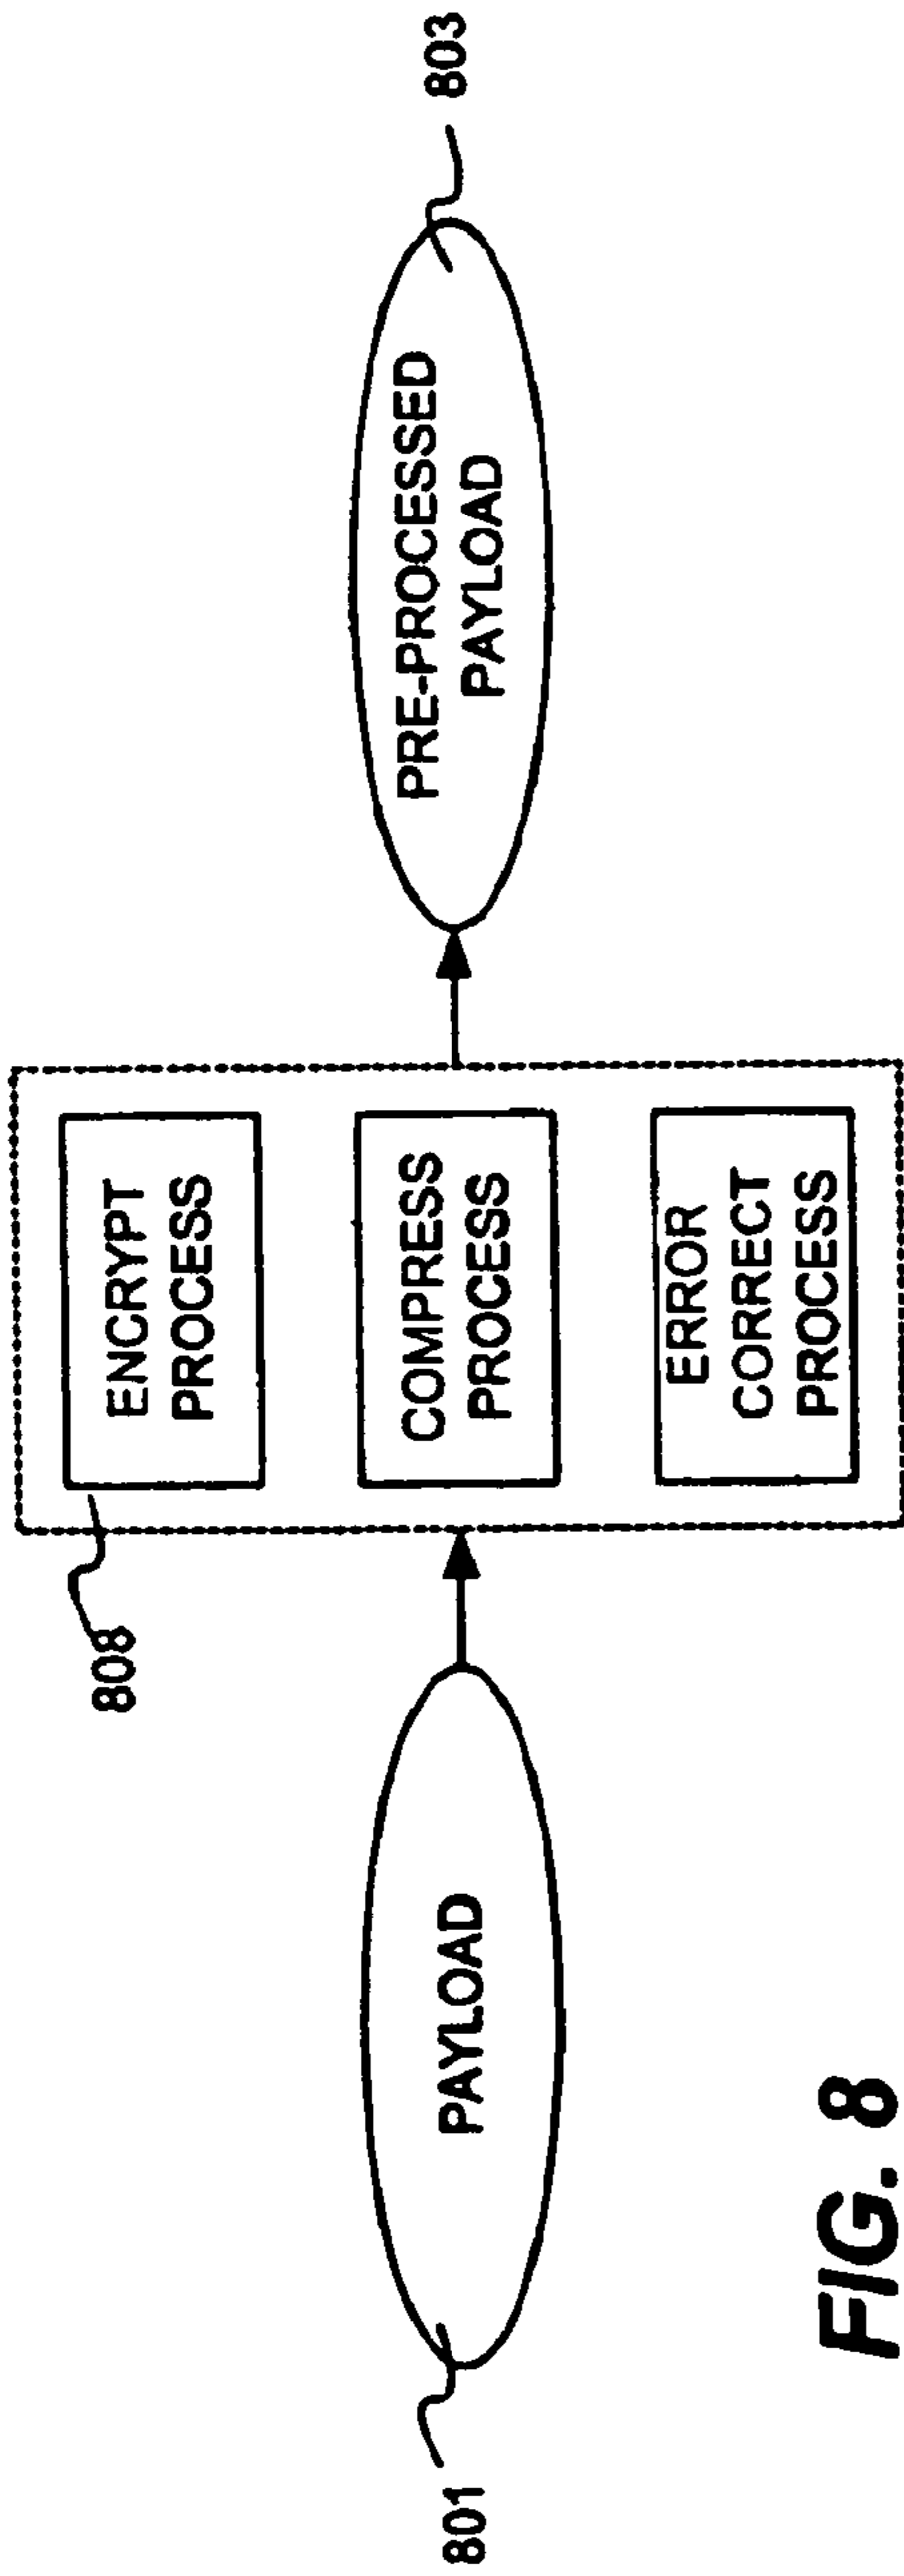 801
PAYLOAD
808
ENCRYPT
PROCESS
COMPRESS
PROCESS
ERROR
CORRECT
PROCESS
PRE-PROCESSED
PAYLOAD
803
FIG. 8